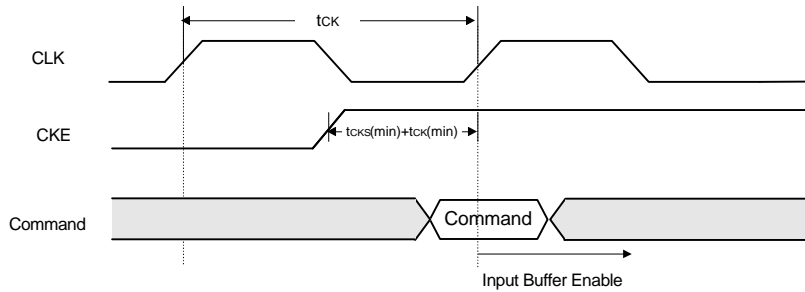 tCK
CLK
CKE
tCKS(min)+tCK(min)
Command
Command
Input Buffer Enable